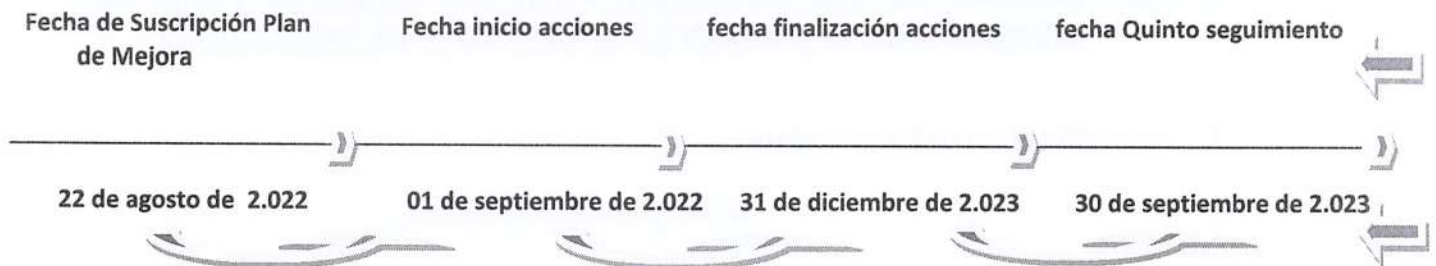 Fecha de Suscripción Plan
de Mejora
Fecha inicio acciones
fecha finalización acciones
fecha Quinto seguimiento
22 de agosto de 2.022
01 de septiembre de 2.022
31 de diciembre de 2.023
30 de septiembre de 2.023